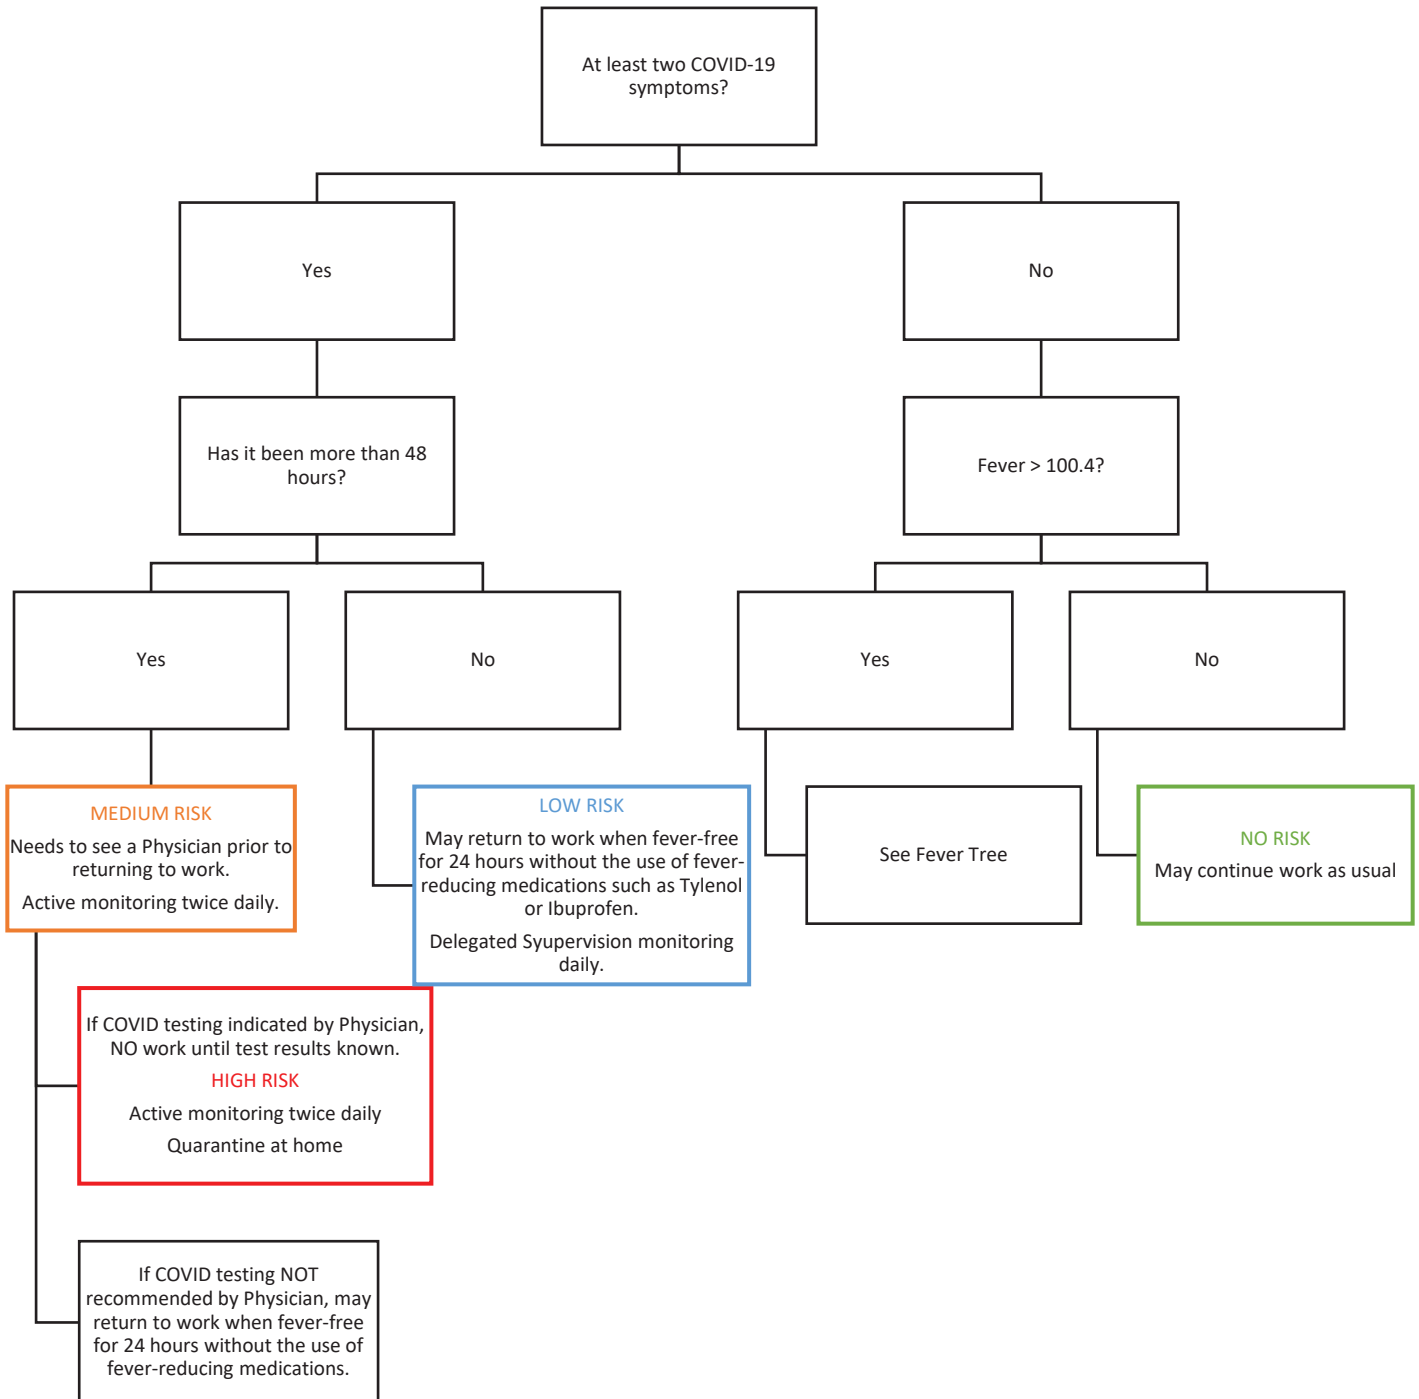 At least two COVID-19
symptoms?
Yes
No
Has it been more than 48
hours?
Fever > 100.4?
Yes
No
Yes
No
MEDIUM RISK
Needs to see a Physician prior to
returning to work.
Active monitoring twice daily.
LOW RISK
May return to work when fever-free
for 24 hours without the use of fever-
reducing medications such as Tylenol
or Ibuprofen.
Delegated Syupervision monitoring
daily.
See Fever Tree
NO RISK
May continue work as usual
If COVID testing indicated by Physician,
NO work until test results known.
HIGH RISK
Active monitoring twice daily
Quarantine at home
If COVID testing NOT
recommended by Physician, may
return to work when fever-free
for 24 hours without the use of
fever-reducing medications.